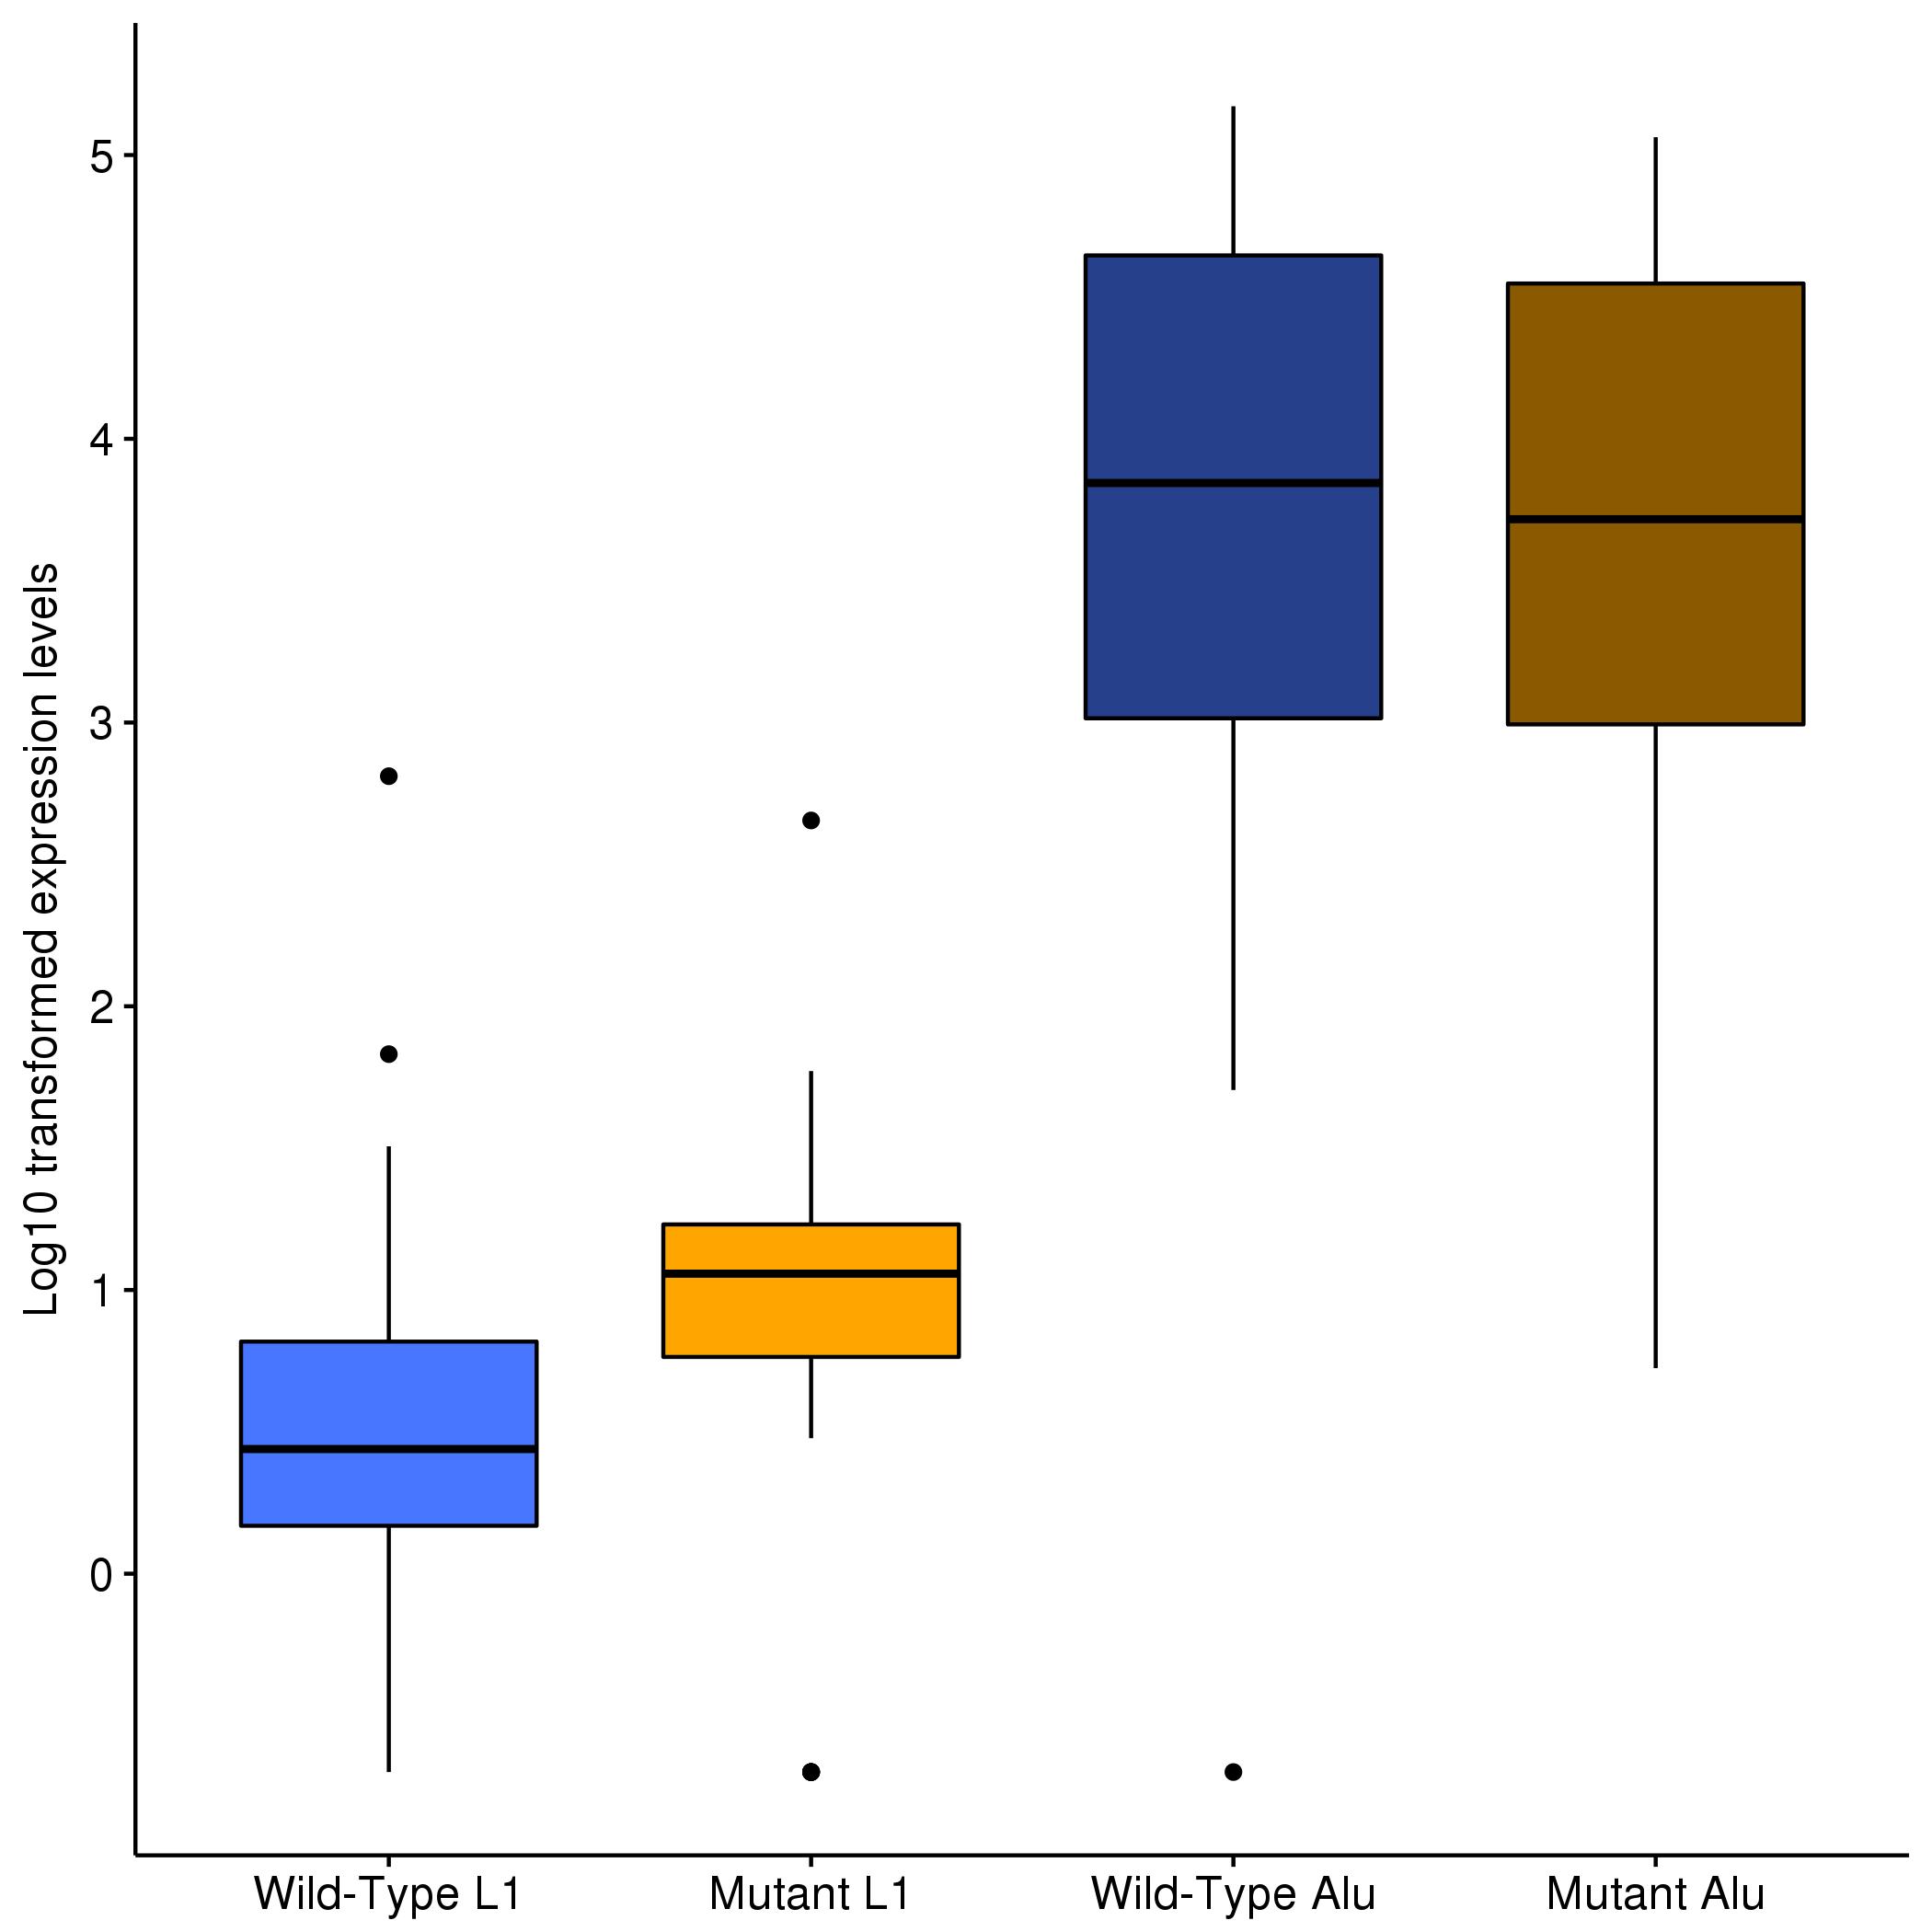 Log10 transformed expression levels
5
4
3
2
1
0
Wild-Type L1
Mutant L1
Wild-Type Alu
Mutant Alu